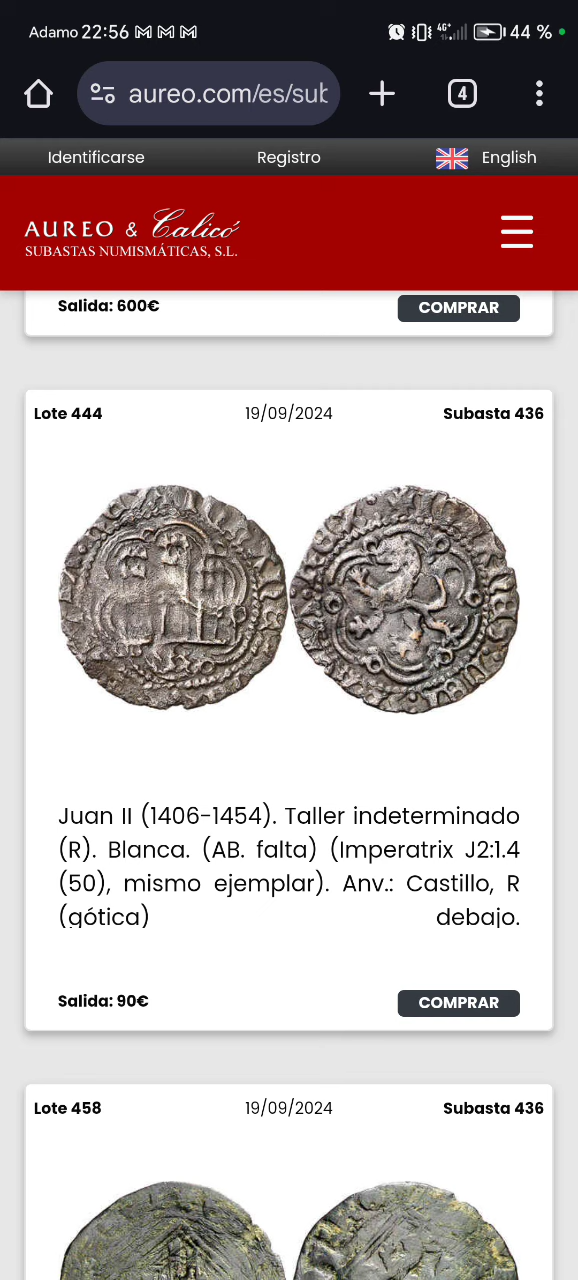 Adamo 22:56 44 %
aureo.com/es/sub
4
Identificarse Registro English
AUREO & Calicó
SUBASTAS NUMISMÁTICAS, S.L.
Salida: 600€ COMPRAR
Lote 444 19/09/2024 Subasta 436
Juan II (1406-1454). Taller indeterminado
(R). Blanca. (AB. falta) (Imperatrix J2:1.4
(50), mismo ejemplar). Anv.: Castillo, R
(gótica) debajo.
Salida: 90€ COMPRAR
Lote 458 19/09/2024 Subasta 436